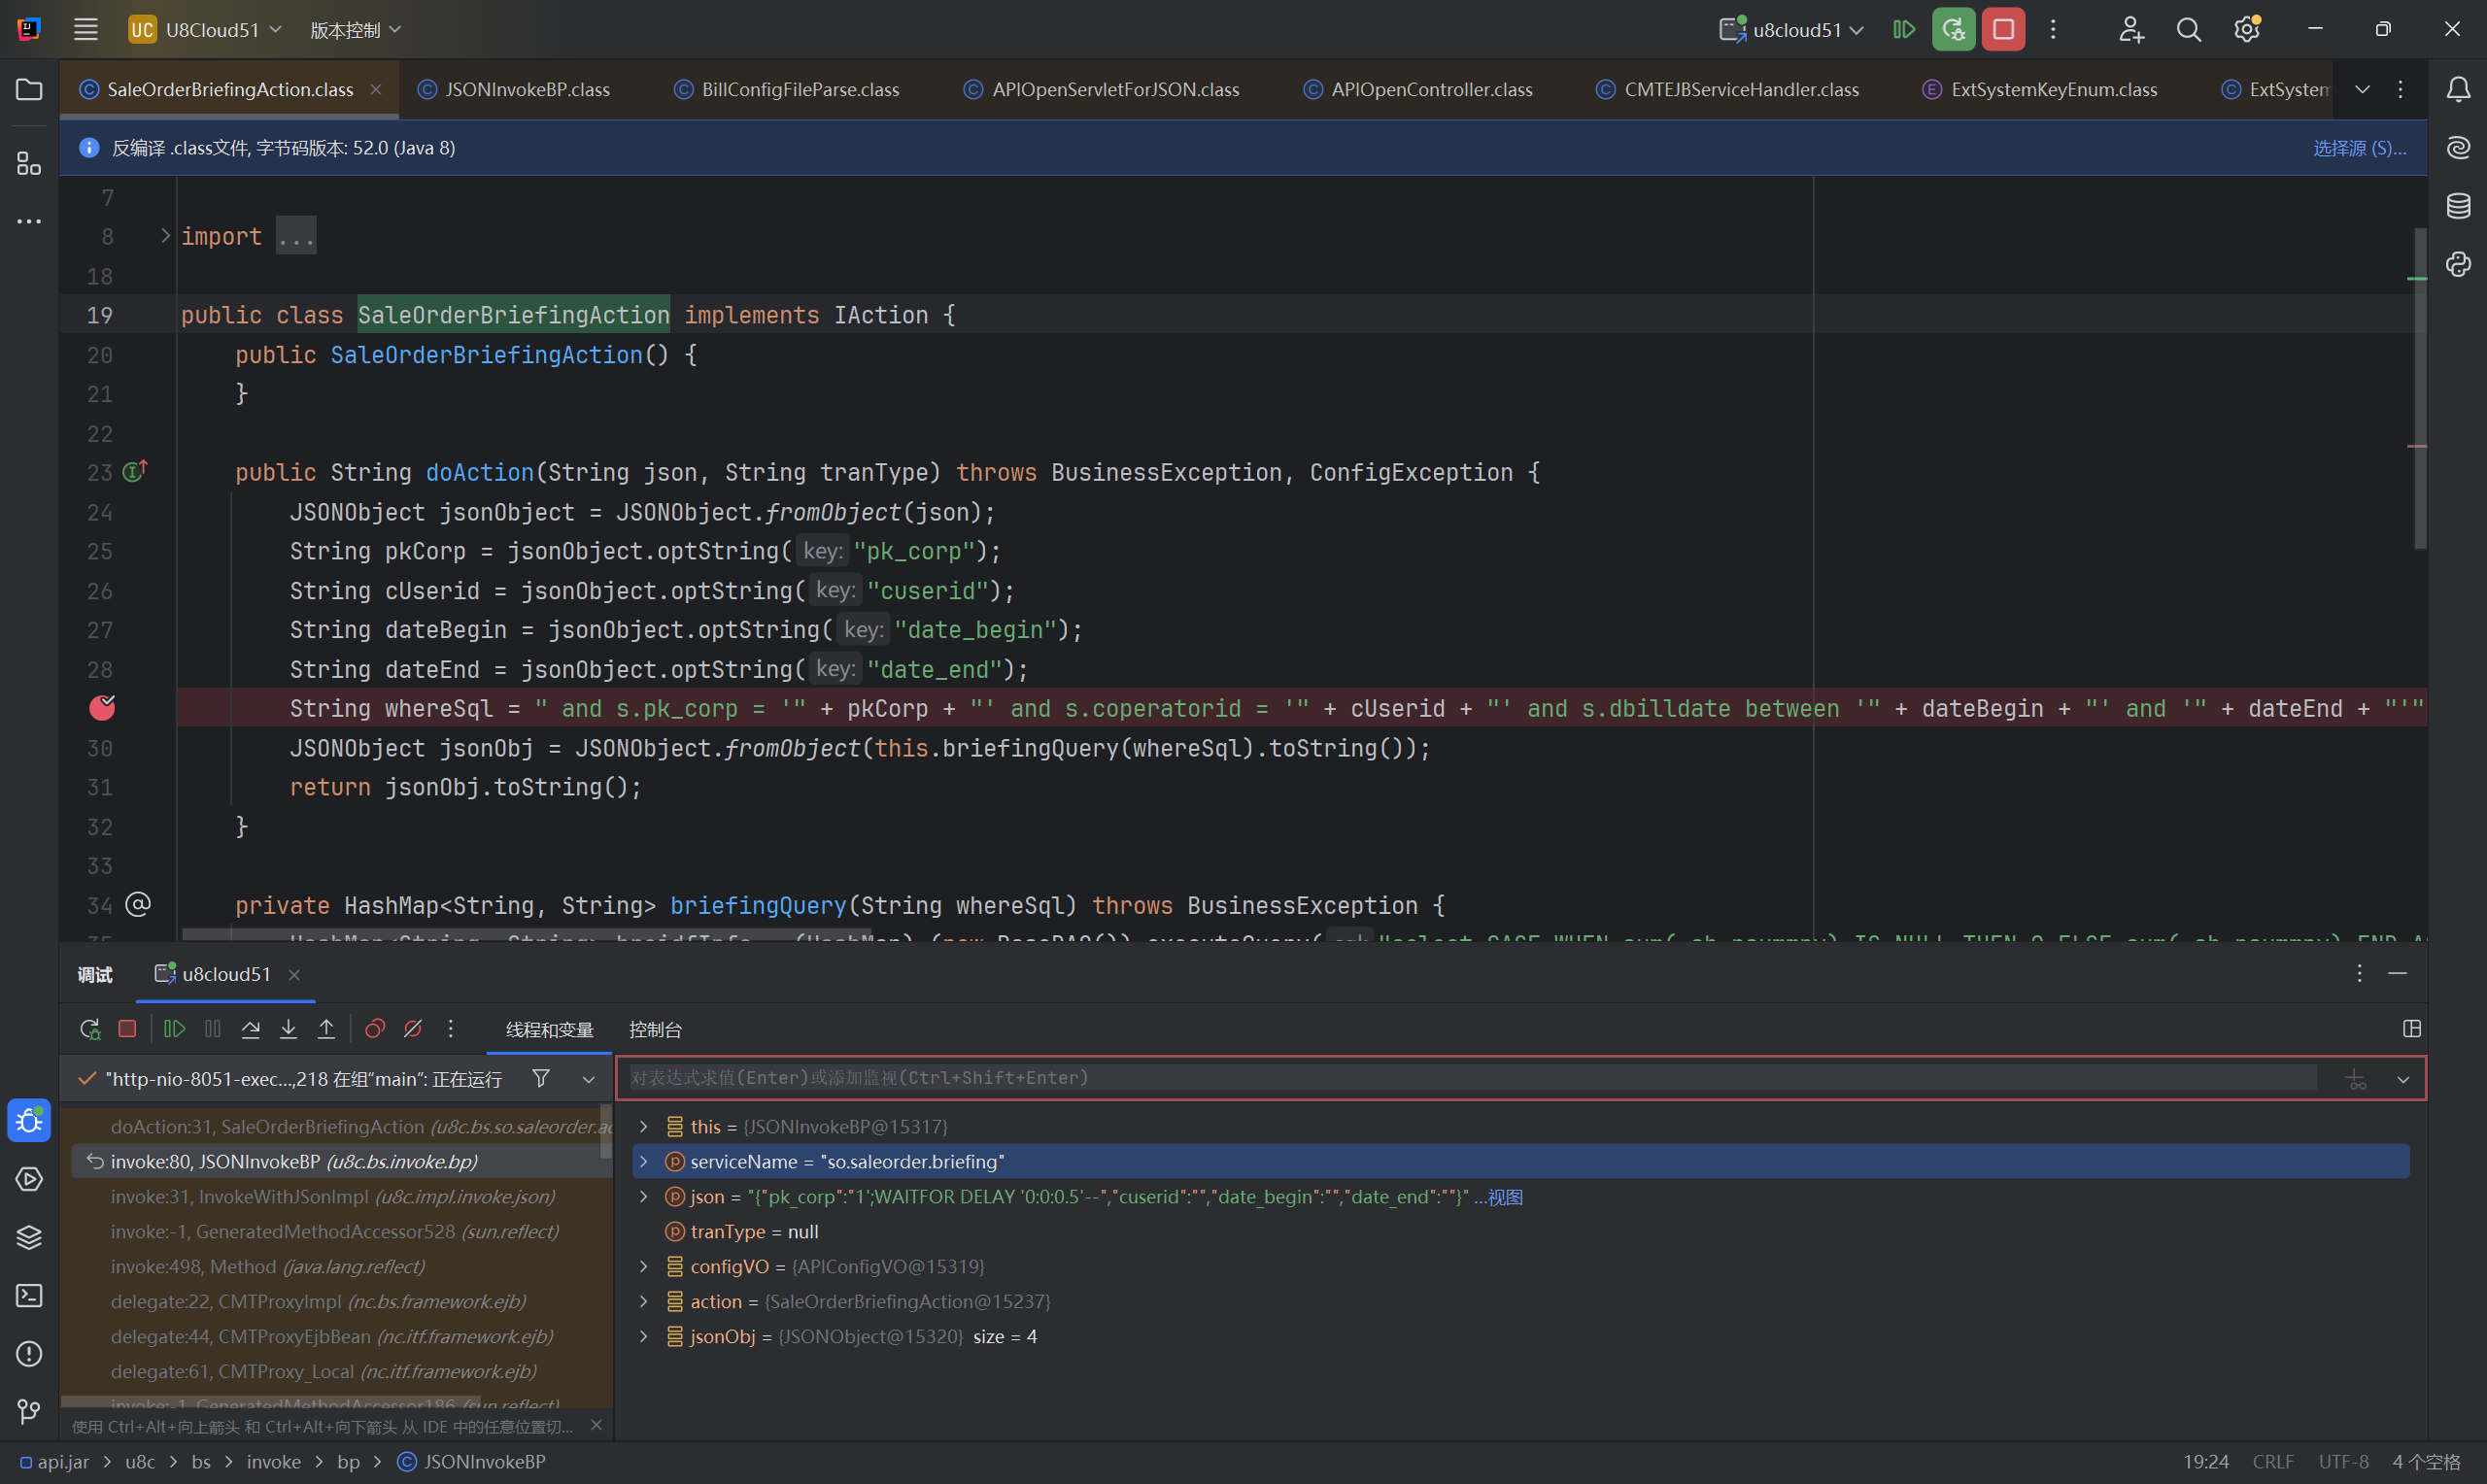 UC U8Cloud51 版本控制 u8cloud51
SaleOrderBriefingAction.class JSONInvokeBP.class BillConfigFileParse.class APIOpenServletForJSON.class APIOpenController.class CMTEJBServiceHandler.class ExtSystemKeyEnum.class ExtSystem
反编译 .class文件, 字节码版本: 52.0 (Java 8) 选择源 (S)...
7
8 import ...
18
19 public class SaleOrderBriefingAction implements IAction {
20 public SaleOrderBriefingAction() {
21 }
22
23 public String doAction(String json, String tranType) throws BusinessException, ConfigException {
24 JSONObject jsonObject = JSONObject.fromObject(json);
25 String pkCorp = jsonObject.optString( key: "pk_corp");
26 String cUserid = jsonObject.optString( key: "cuserid");
27 String dateBegin = jsonObject.optString( key: "date_begin");
28 String dateEnd = jsonObject.optString( key: "date_end");
String whereSql = " and s.pk_corp = '" + pkCorp + "' and s.coperatorid = '" + cUserid + "' and s.dbilldate between '" + dateBegin + "' and '" + dateEnd + "'"
30 JSONObject jsonObj = JSONObject.fromObject(this.briefingQuery(whereSql).toString());
31 return jsonObj.toString();
32 }
33
34 private HashMap<String, String> briefingQuery(String whereSql) throws BusinessException {
调试 u8cloud51
线程和变量 控制台
"http-nio-8051-exec...,218 在组"main": 正在运行
对表达式求值(Enter)或添加监视(Ctrl+Shift+Enter)
doAction:31, SaleOrderBriefingAction (u8c.bs.so.saleorder.ac
invoke:80, JSONInvokeBP (u8c.bs.invoke.bp)
invoke:31, InvokeWithJSonImpl (u8c.impl.invoke.json)
invoke:-1, GeneratedMethodAccessor528 (sun.reflect)
invoke:498, Method (java.lang.reflect)
delegate:22, CMTProxyImpl (nc.bs.framework.ejb)
delegate:44, CMTProxyEjbBean (nc.itf.framework.ejb)
delegate:61, CMTProxy_Local (nc.itf.framework.ejb)
invoke:-1, GeneratedMethodAccessor186 (sun.reflect)
使用 Ctrl+Alt+向上箭头 和 Ctrl+Alt+向下箭头 从 IDE 中的任意位置切...
this = {JSONInvokeBP@15317}
serviceName = "so.saleorder.briefing"
json = "{"pk_corp":"1';WAITFOR DELAY '0:0:0.5'--","cuserid":"","date_begin":"","date_end":""}" ...视图
tranType = null
configVO = {APIConfigVO@15319}
action = {SaleOrderBriefingAction@15237}
jsonObj = {JSONObject@15320} size = 4
api.jar > u8c > bs > invoke > bp > JSONInvokeBP 19:24 CRLF UTF-8 4 个空格